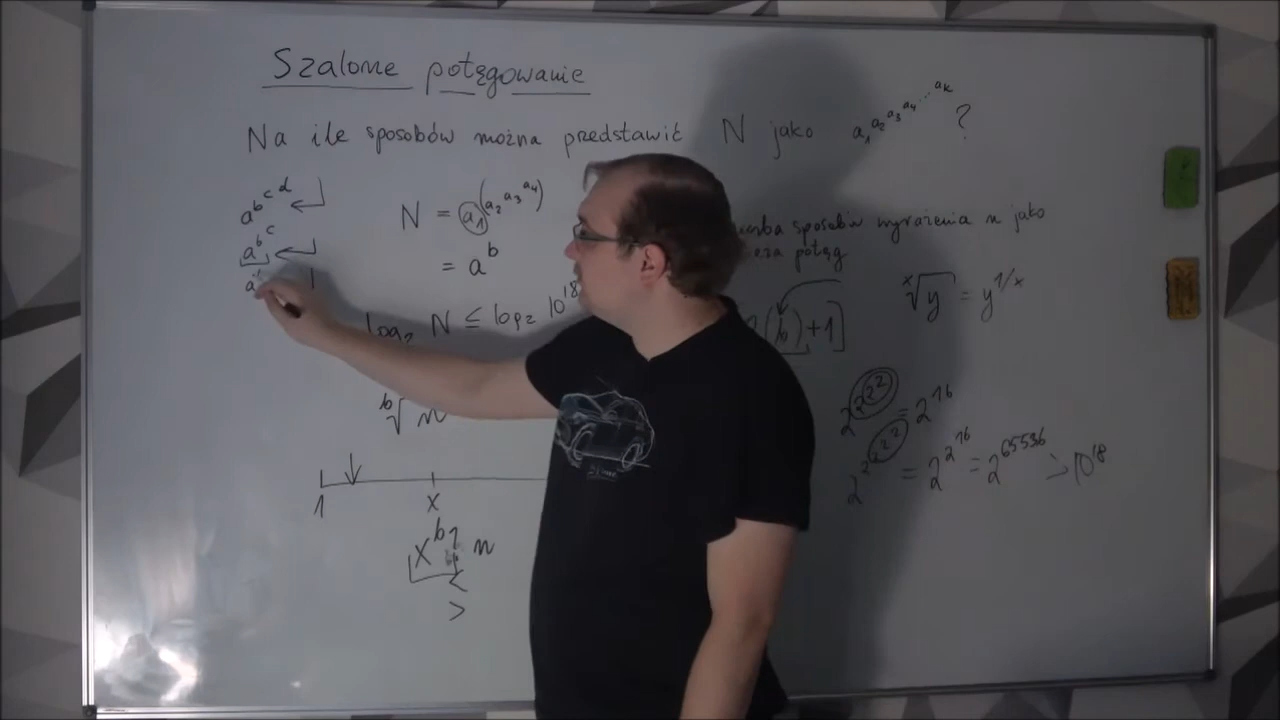 Szalone potęgowanie
Na ile sposobów można predstawić N jako a₁^a₂^a₃^a₄^...^aₖ ?
a^b^c^d
a^b^c
N = a₁^(a₂^a₃^a₄)
= a^b
sposobów wyrażenia n jako
potęg
ˣ√y = y^1/x
log₂ N ≤ log₂ 10^18
(b)+1]
ᵇ√n
2^2^2^2 = 2^16
2^2^2^2^2 = 2^2^16 = 2^65536 > 10^18
1 x
x^b ? n
<
>